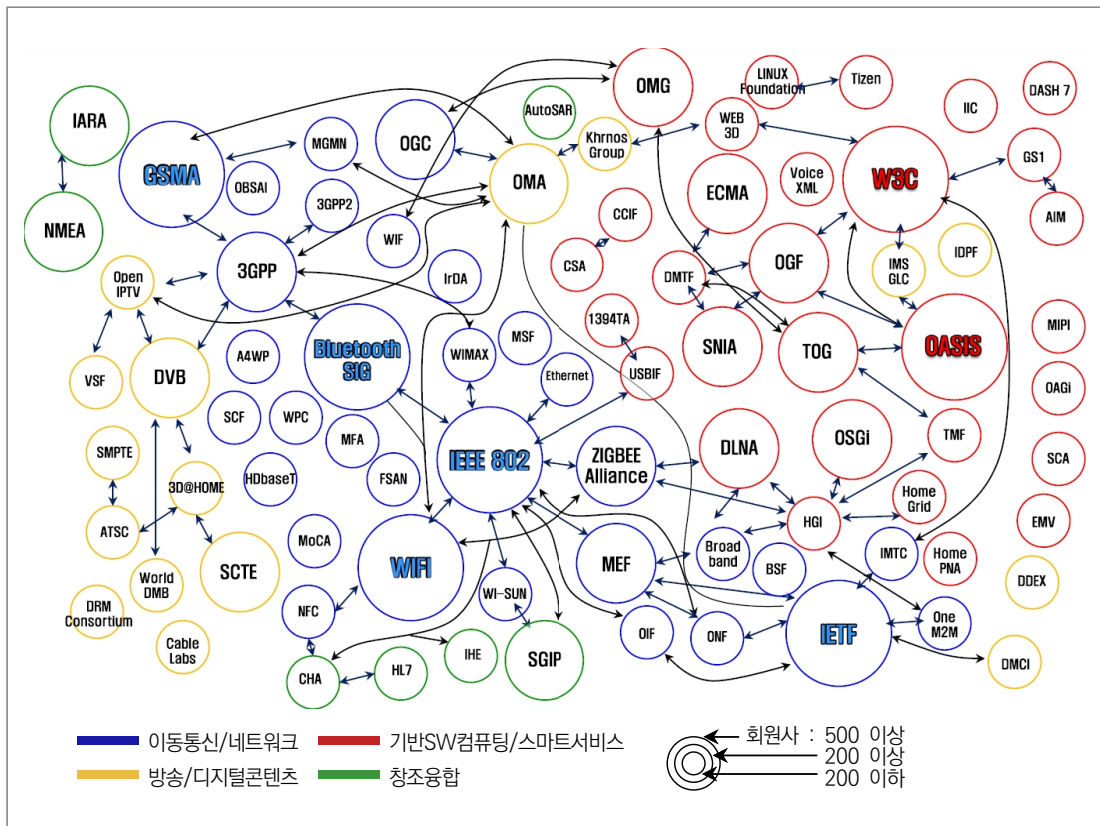 IARA
NMEA
GSMA
MGMN
OBSAI
3GPP2
3GPP
WIF
OGC
AutoSAR
Khrnos
Group
OMA
OMG
LINUX
Foundation
Tizen
WEB
3D
IIC
DASH 7
GS1
AIM
W3C
Voice
XML
ECMA
CCIF
CSA
DMTF
OGF
IMS
GLC
IDPF
Open
IPTV
IrDA
1394TA
MSF
WIMAX
Bluetooth
SIG
A4WP
DVB
VSF
Ethernet
USBIF
SNIA
TOG
OASIS
MIPI
OAGi
SCF
WPC
MFA
SMPTE
HDbaseT
3D@HOME
FSAN
IEEE 802
ZIGBEE
Alliance
DLNA
OSGi
TMF
SCA
Home
Grid
HGI
EMV
ATSC
MoCA
SCTE
World
DMB
WIFI
WI-SUN
MEF
Broad
band
BSF
IMTC
Home
PNA
DDEX
DRM
Consortium
Cable
Labs
NFC
CHA
HL7
IHE
SGIP
OIF
ONF
IETF
One
M2M
DMCI
이동통신/네트워크
기반SW컴퓨팅/스마트서비스
방송/디지털콘텐츠
창조융합
회원사 : 500 이상
200 이상
200 이하